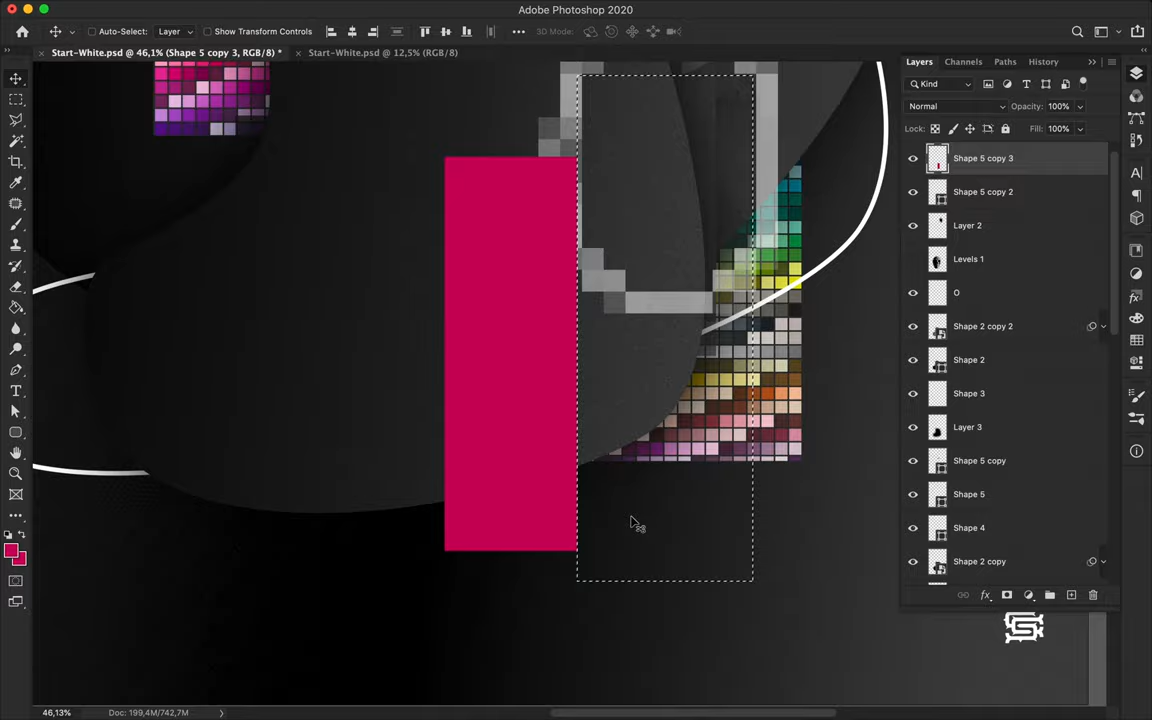 Adobe Photoshop 2020
Auto-Select: Layer Show Transform Controls ••• 3D Mode:
Start-White.psd @ 46,1% (Shape 5 copy 3, RGB/8) * Start-White.psd @ 12,5% (RGB/8)
Layers Channels Paths History
Kind
Normal Opacity: 100%
Lock: Fill: 100%
Shape 5 copy 3
Shape 5 copy 2
Layer 2
Levels 1
O
Shape 2 copy 2
Shape 2
Shape 3
Layer 3
Shape 5 copy
Shape 5
Shape 4
Shape 2 copy
fx
46,13% Doc: 199,4M/742,7M